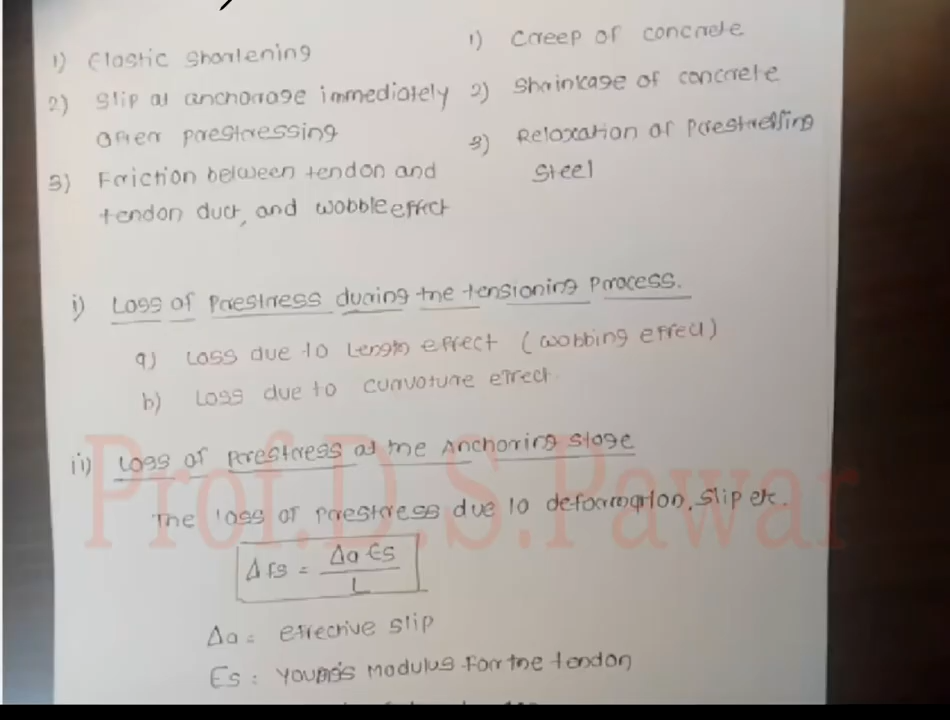 1) Elastic shortening
2) Slip at anchorage immediately
after prestressing
3) Friction between tendon and
tendon duct, and wobble effect
1) Creep of concrete
2) Shrinkage of concrete
3) Relaxation of Prestressing
Steel
i) Loss of Prestress during the tensioning Process.
a) Loss due to Length effect (wobbing effect)
b) Loss due to curvature effect.
ii) Loss of prestress at the Anchoring stage
The loss of Prestress due to deformation, slip etc.
Δfs = Δa Es / L
Δa = effective slip
Es : Young's modulus for the tendon
Prof.D.S.Pawar